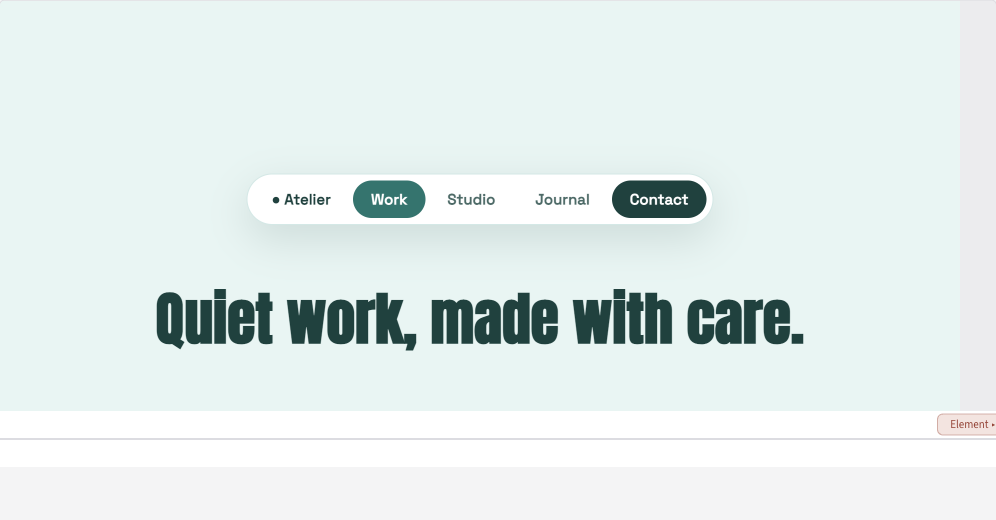 • Atelier Work Studio Journal Contact
Quiet work, made with care.
Element ▸